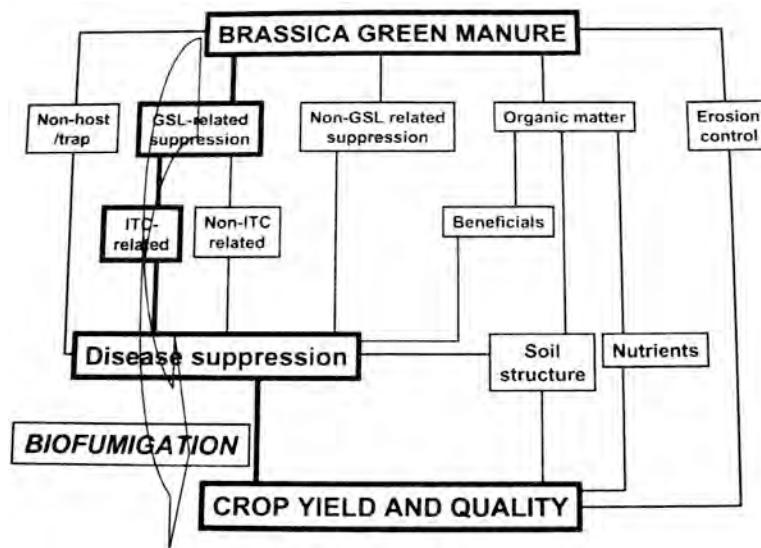 BRASSICA GREEN MANURE
Non-host
/trap
GSL-related
suppression
Non-GSL related
suppression
Organic matter
Erosion
control
ITC-
related
Non-ITC
related
Beneficials
Disease suppression
Soil
structure
Nutrients
BIOFUMIGATION
CROP YIELD AND QUALITY